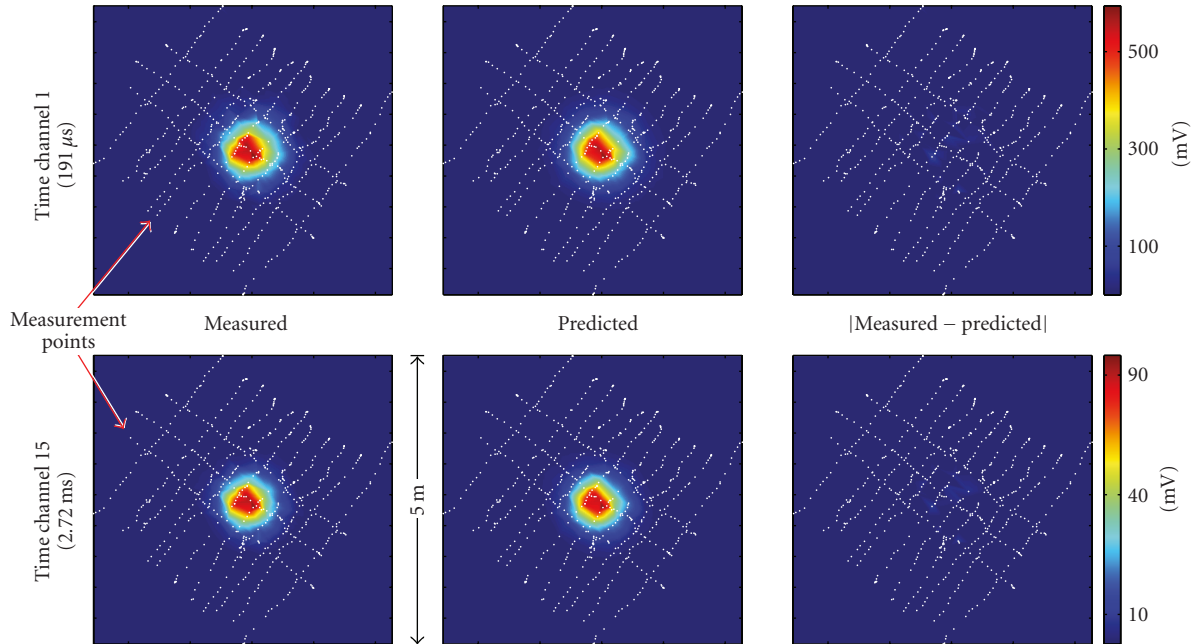 Time channel 1
(191 μs)
500
300
100
(mV)
Measurement
points
Measured
Predicted
|Measured − predicted|
Time channel 15
(2.72 ms)
5 m
90
40
10
(mV)